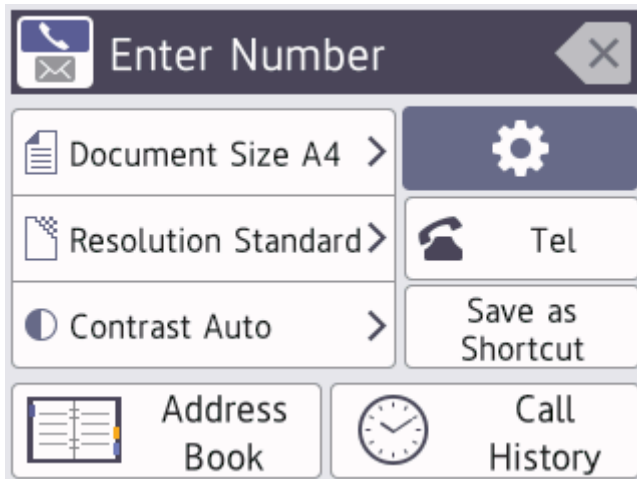 Enter Number
Document Size A4
Resolution Standard
Tel
Contrast Auto
Save as
Shortcut
Address
Book
Call
History